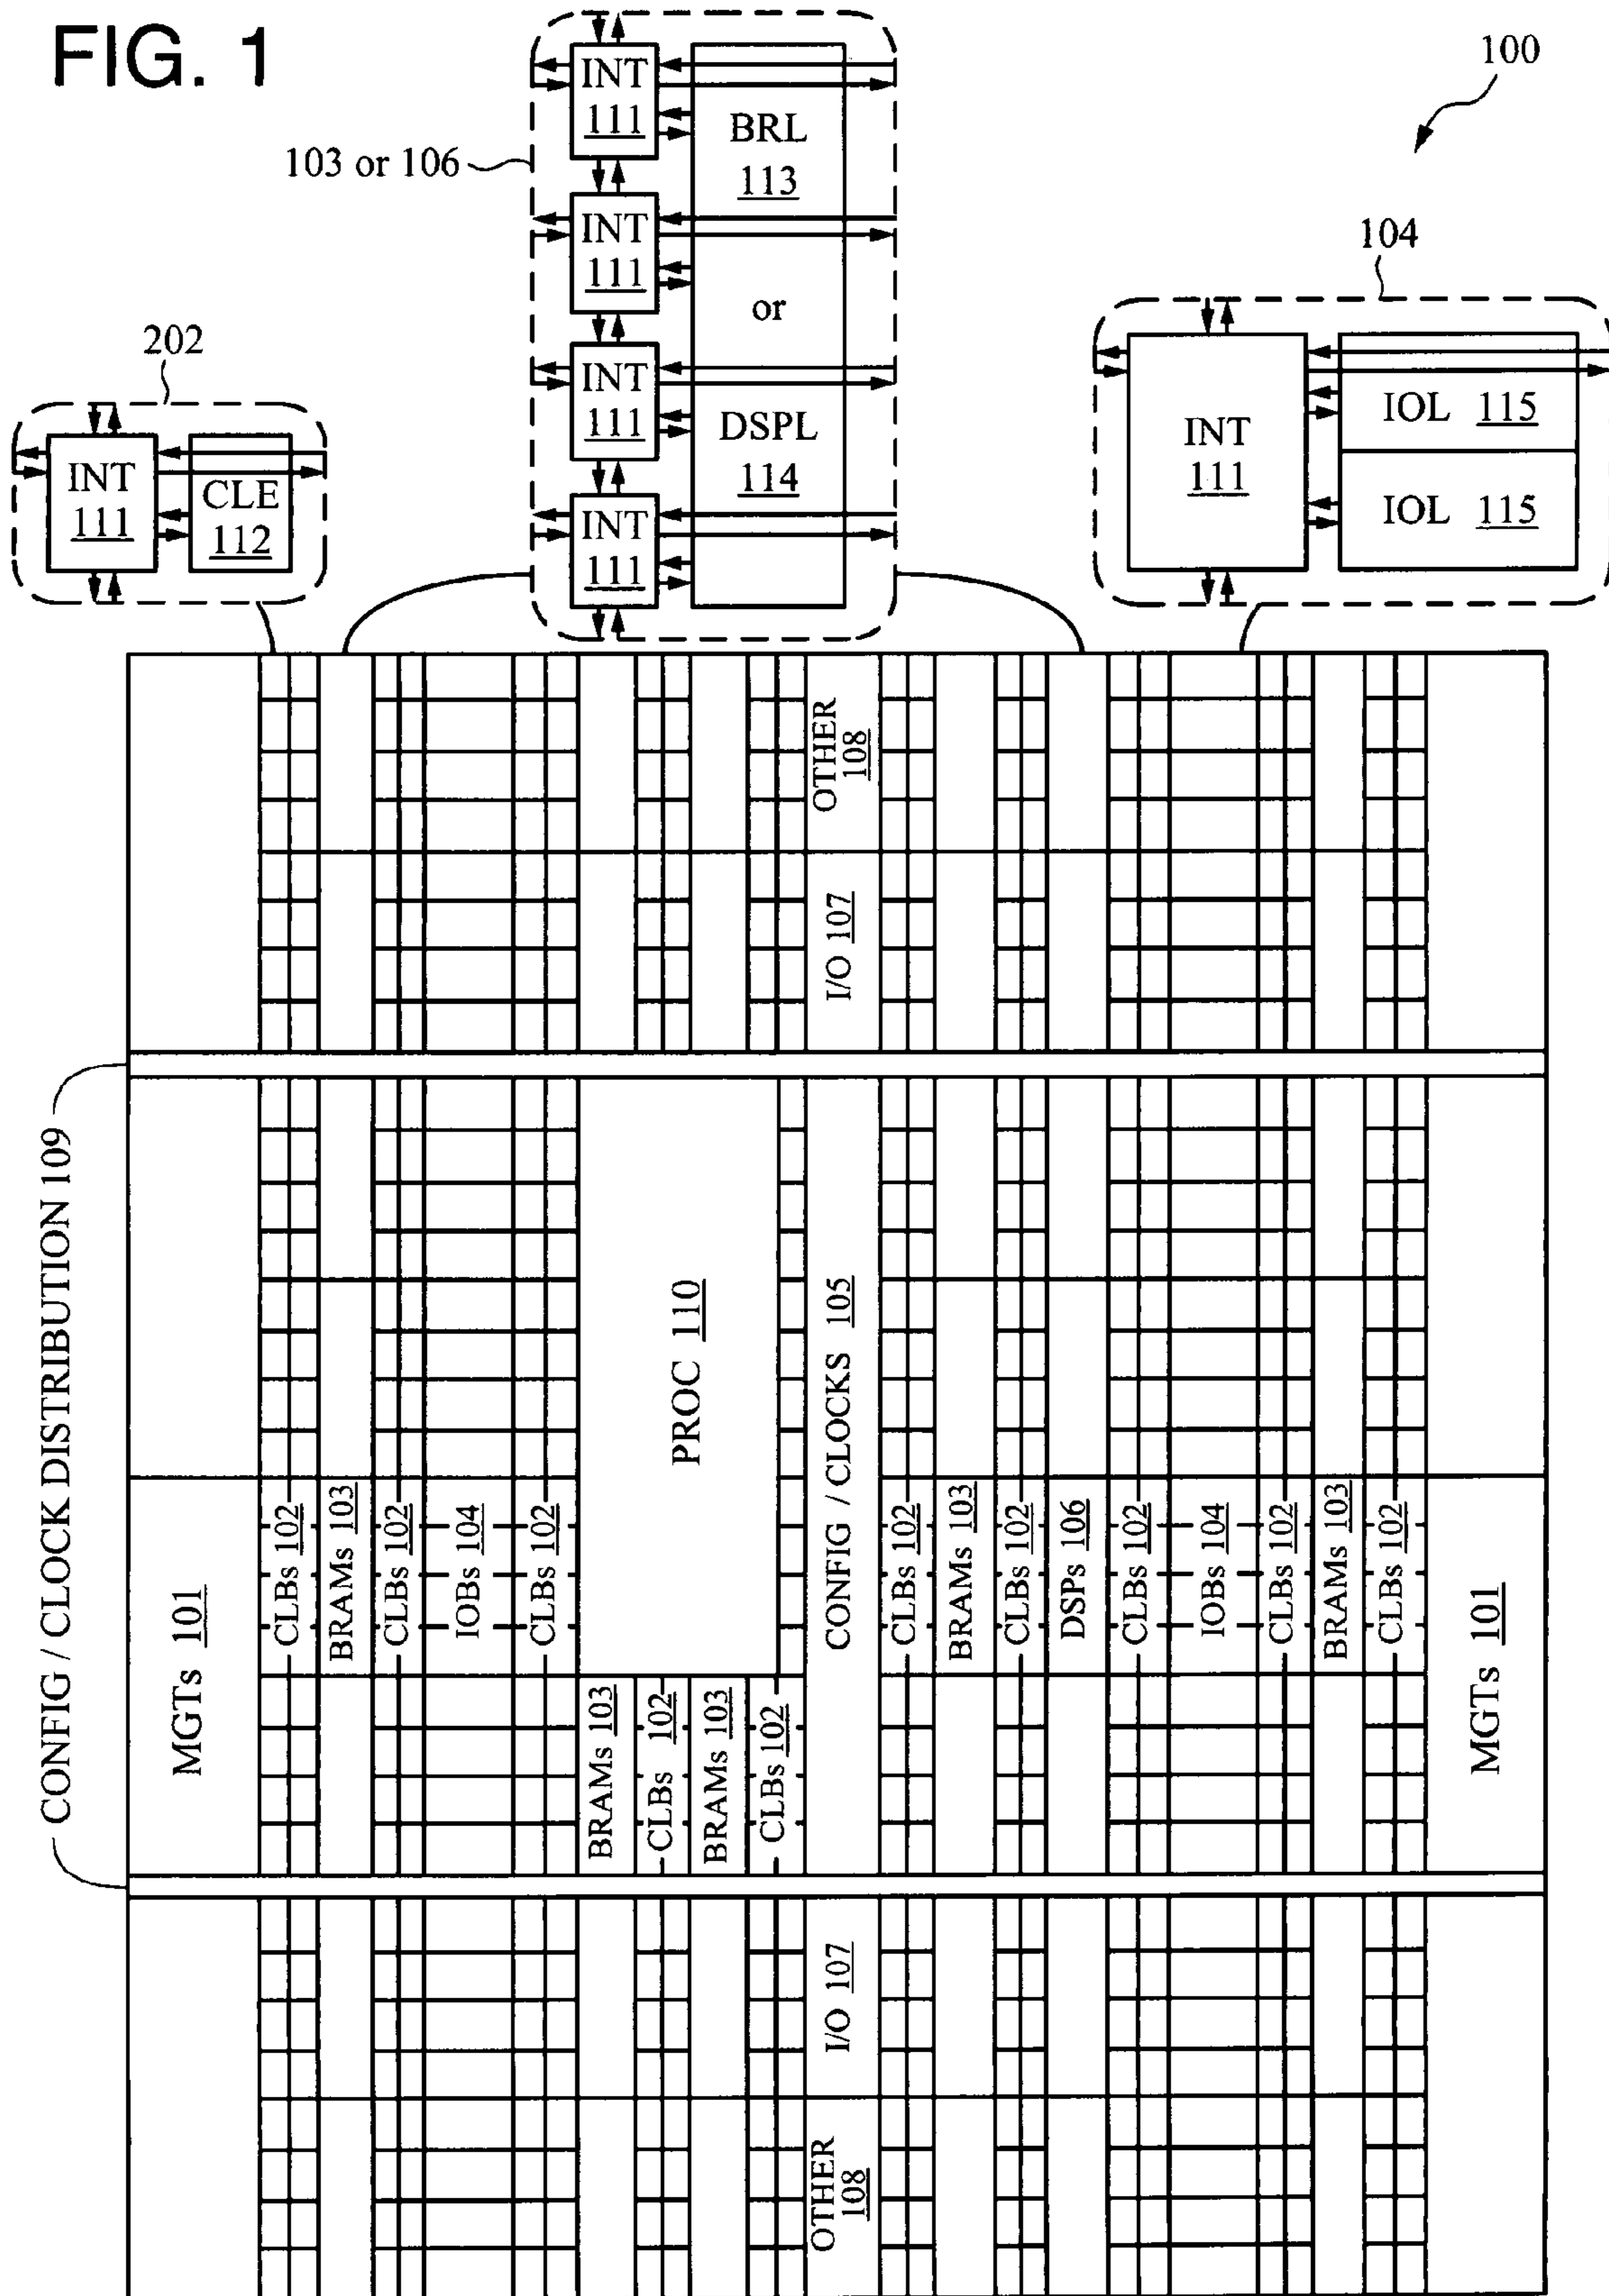 FIG. 1
100
103 or 106
INT
111
INT
111
INT
111
INT
111
BRL
113
or
DSPL
114
104
INT
111
IOL 115
IOL 115
202
INT
111
CLE
112
OTHER
108
I/O 107
CONFIG / CLOCK DISTRIBUTION 109
PROC 110
CONFIG / CLOCKS 105
MGTs 101
CLBs 102
BRAMs 103
CLBs 102
IOBs 104
CLBs 102
BRAMs 103
CLBs 102
BRAMs 103
CLBs 102
CLBs 102
BRAMs 103
CLBs 102
DSPs 106
CLBs 102
IOBs 104
CLBs 102
BRAMs 103
CLBs 102
MGTs 101
I/O 107
OTHER
108